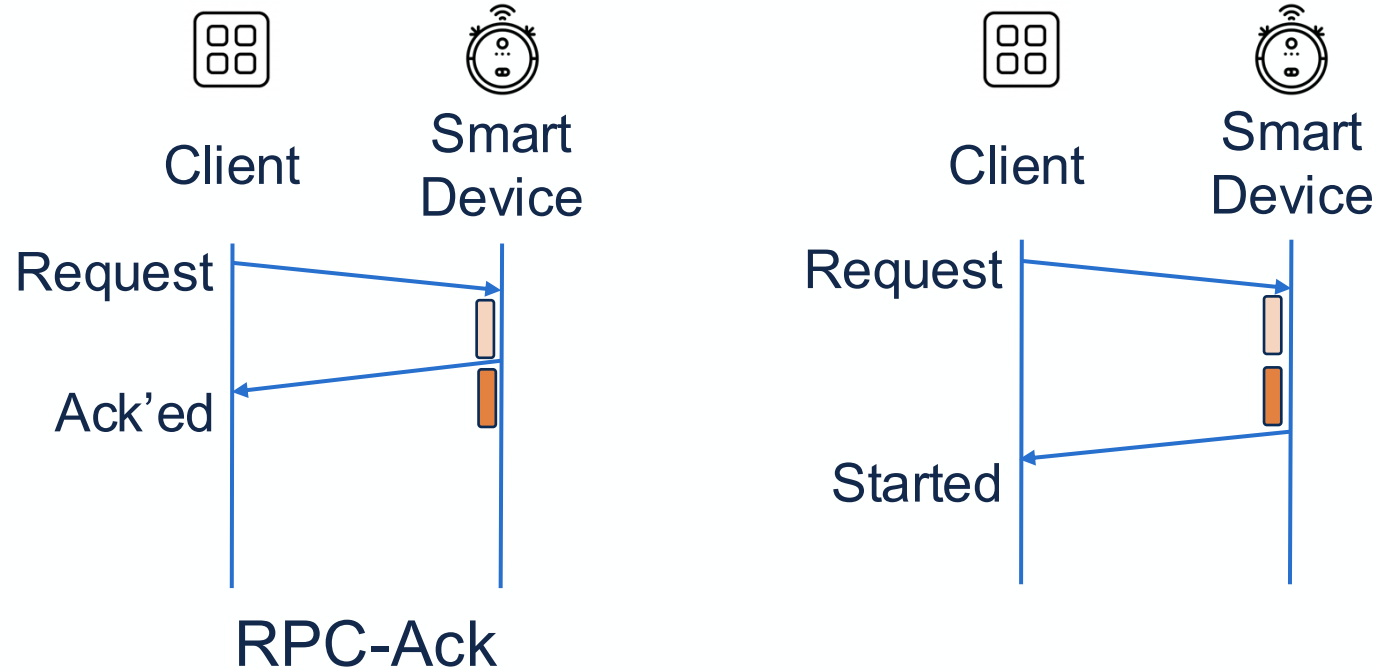 Client
Smart
Device
Request
Ack’ed
RPC-Ack
Client
Smart
Device
Request
Started